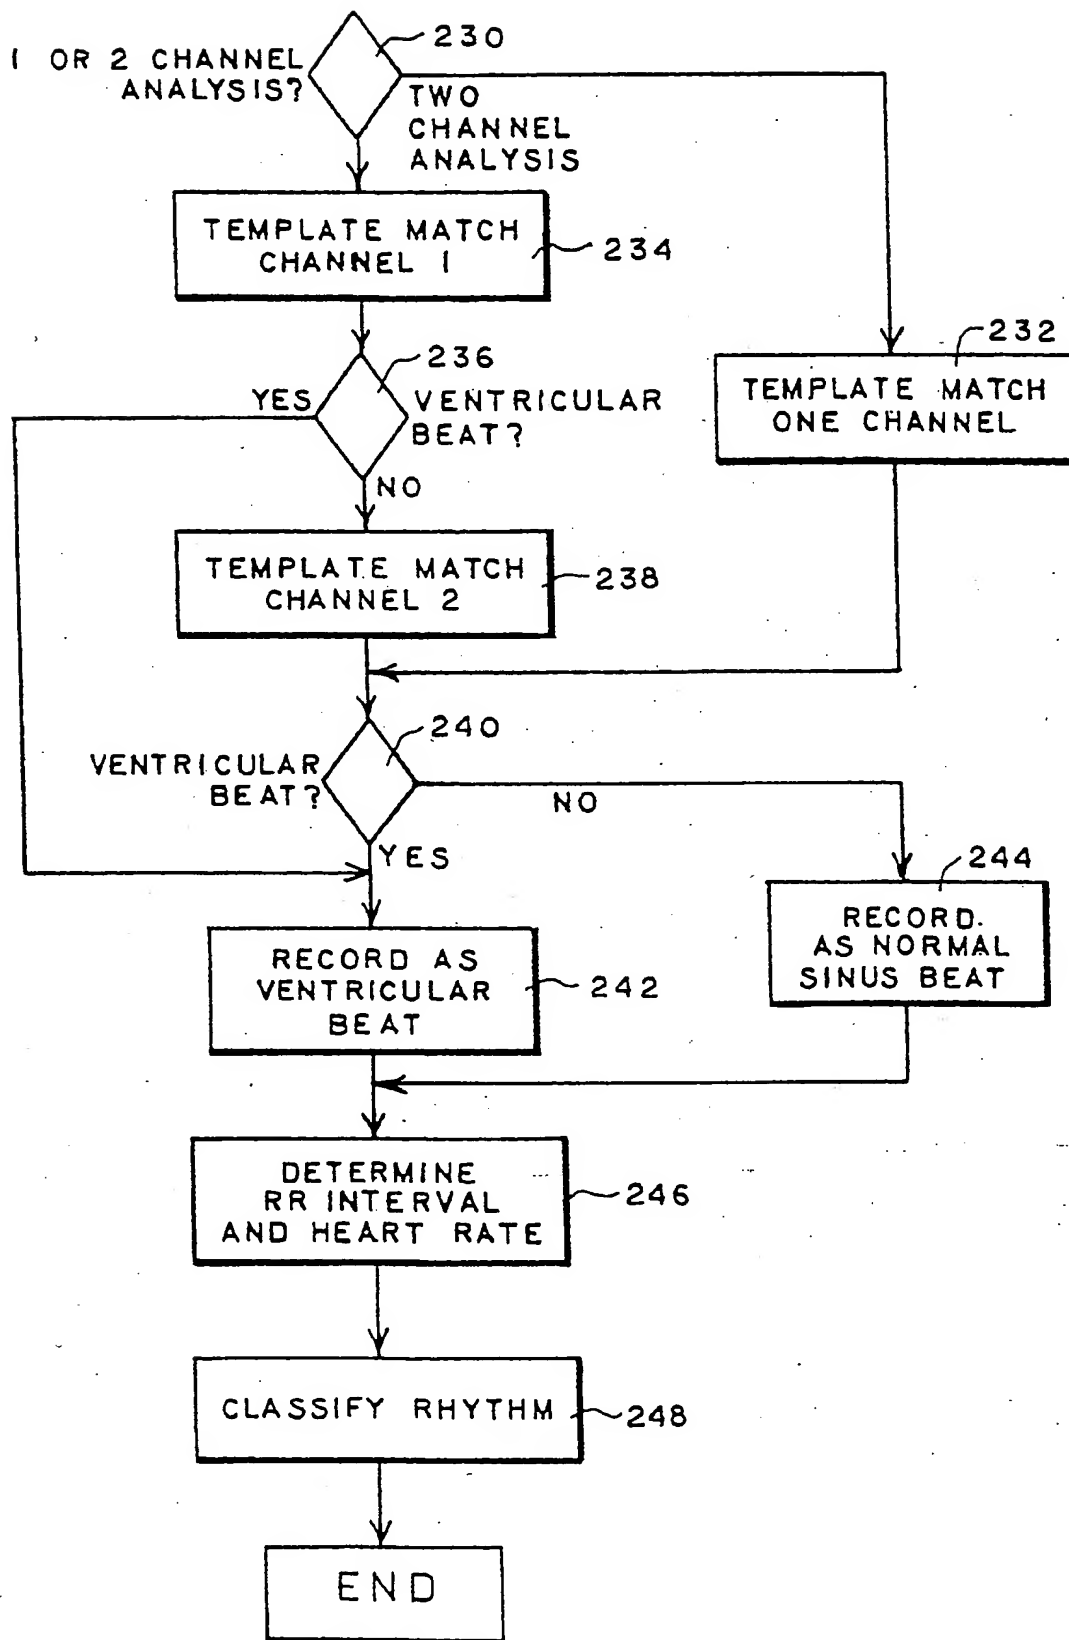 230
1 OR 2 CHANNEL
ANALYSIS?
TWO
CHANNEL
ANALYSIS
TEMPLATE MATCH
CHANNEL 1
234
232
236
YES
VENTRICULAR
BEAT?
TEMPLATE MATCH
ONE CHANNEL
NO
TEMPLATE MATCH
CHANNEL 2
238
240
VENTRICULAR
BEAT?
NO
YES
244
RECORD.
AS NORMAL
SINUS BEAT
RECORD AS
VENTRICULAR
BEAT
242
DETERMINE
RR INTERVAL
AND HEART RATE
246
CLASSIFY RHYTHM
248
END